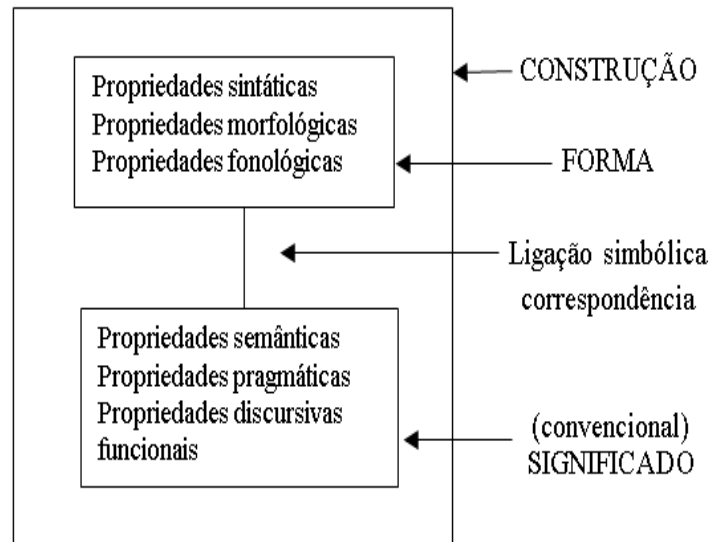 Propriedades sintáticas
Propriedades morfológicas
Propriedades fonológicas
CONSTRUÇÃO
FORMA
Ligação simbólica
correspondência
Propriedades semânticas
Propriedades pragmáticas
Propriedades discursivas
funcionais
(convencional)
SIGNIFICADO